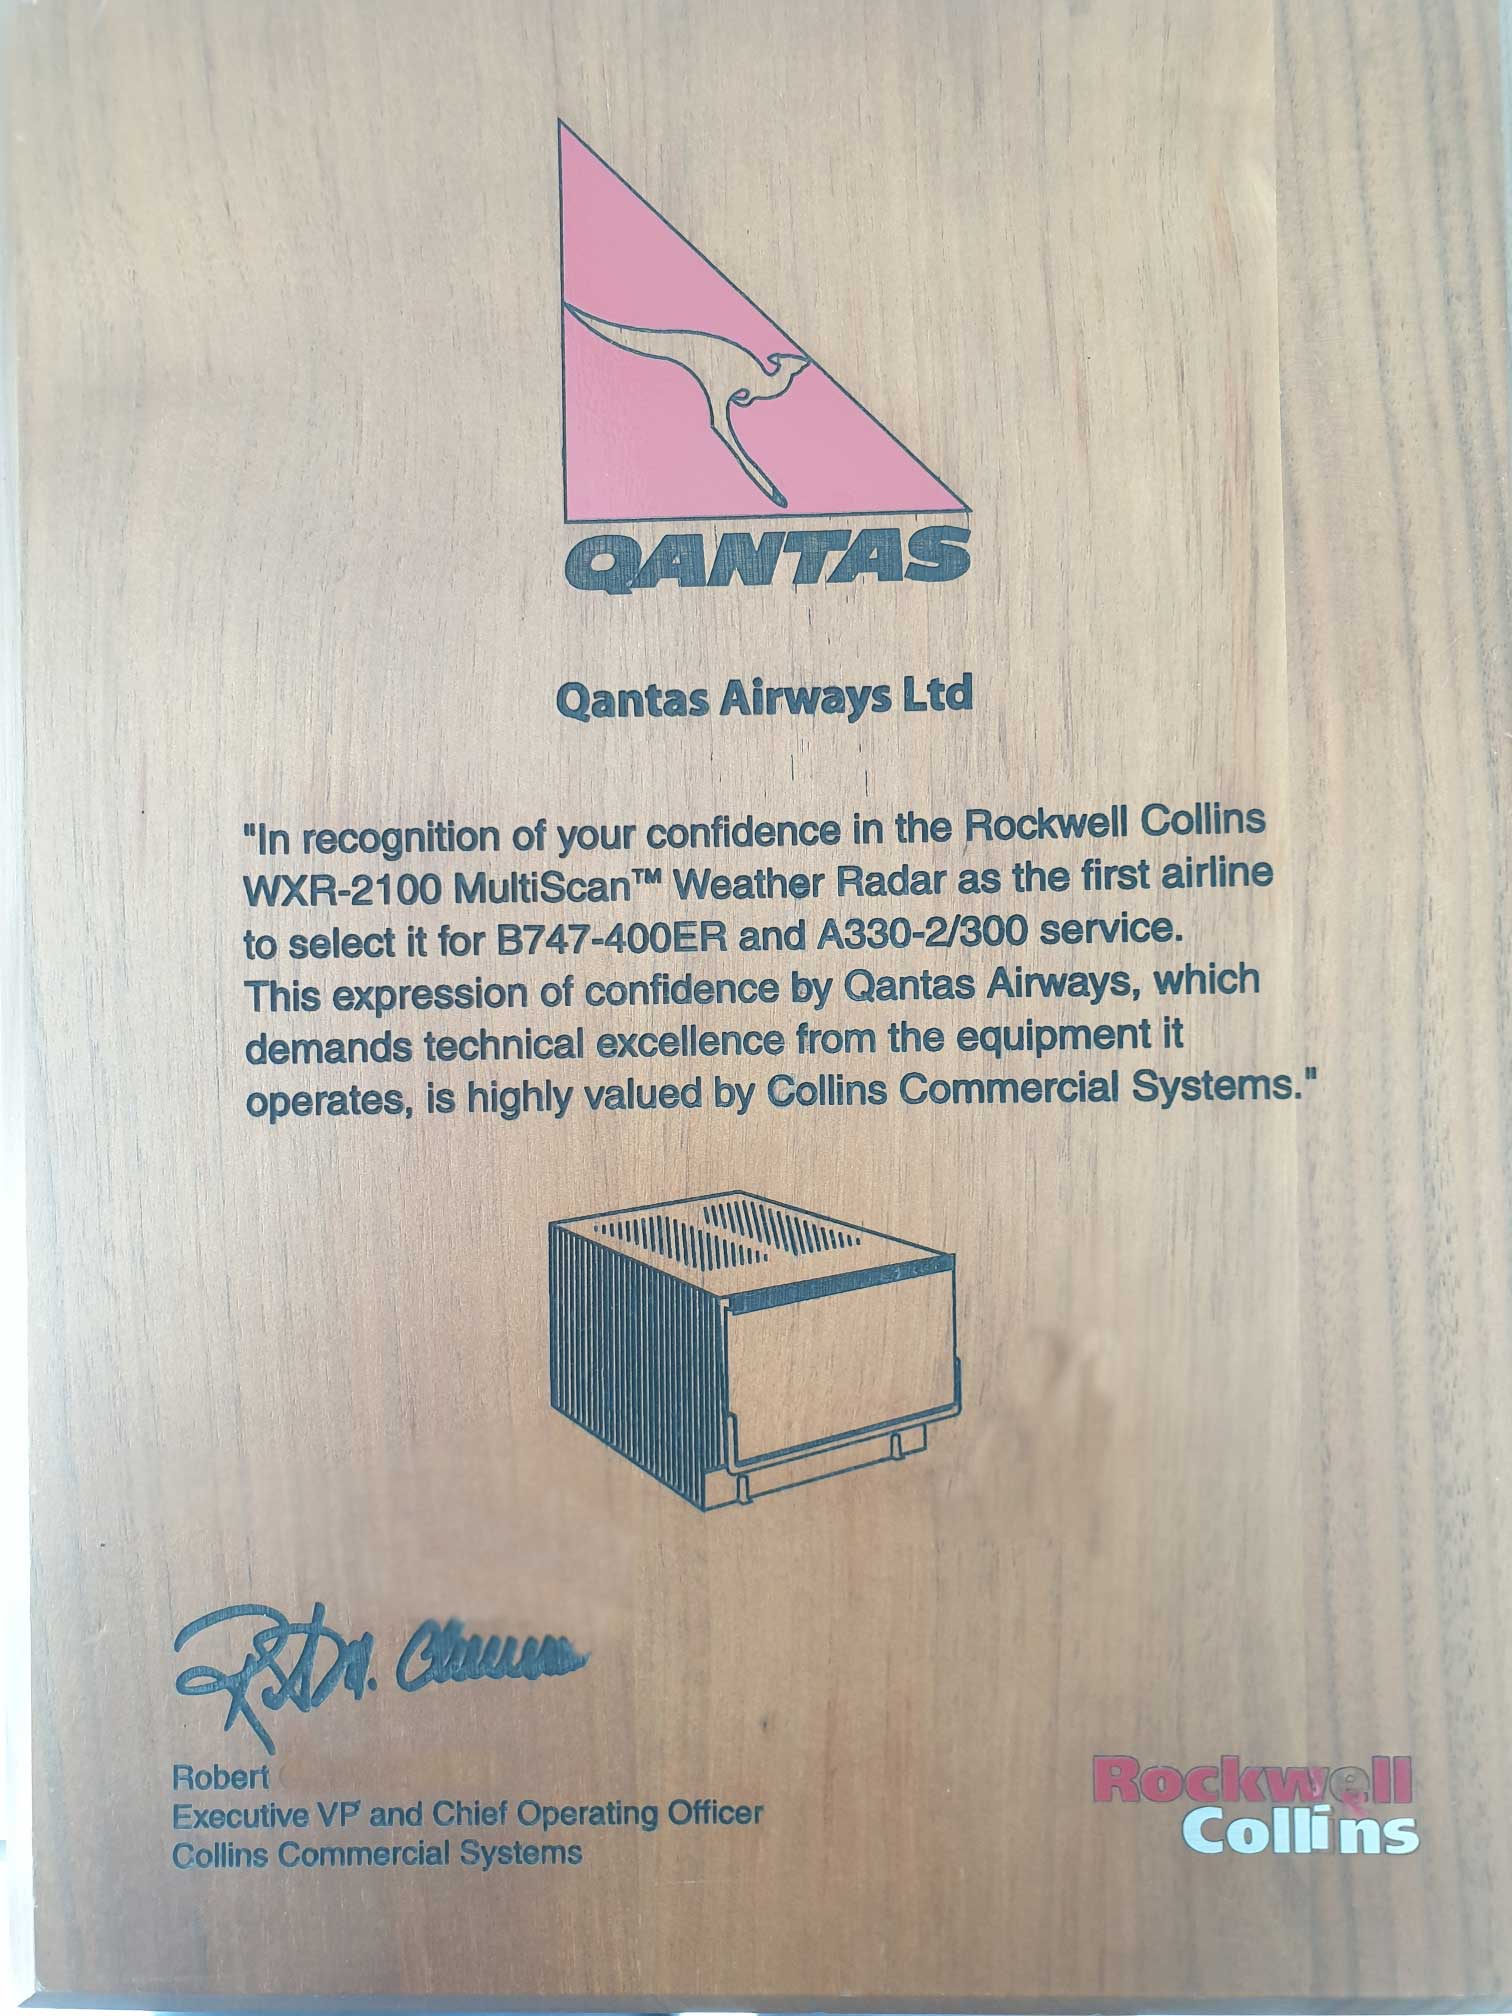 QANTAS
Qantas Airways Ltd
"In recognition of your confidence in the Rockwell Collins
WXR-2100 MultiScan™ Weather Radar as the first airline
to select it for B747-400ER and A330-2/300 service.
This expression of confidence by Qantas Airways, which
demands technical excellence from the equipment it
operates, is highly valued by Collins Commercial Systems."
Robert
Executive VP and Chief Operating Officer
Collins Commercial Systems
Rockwell
Collins